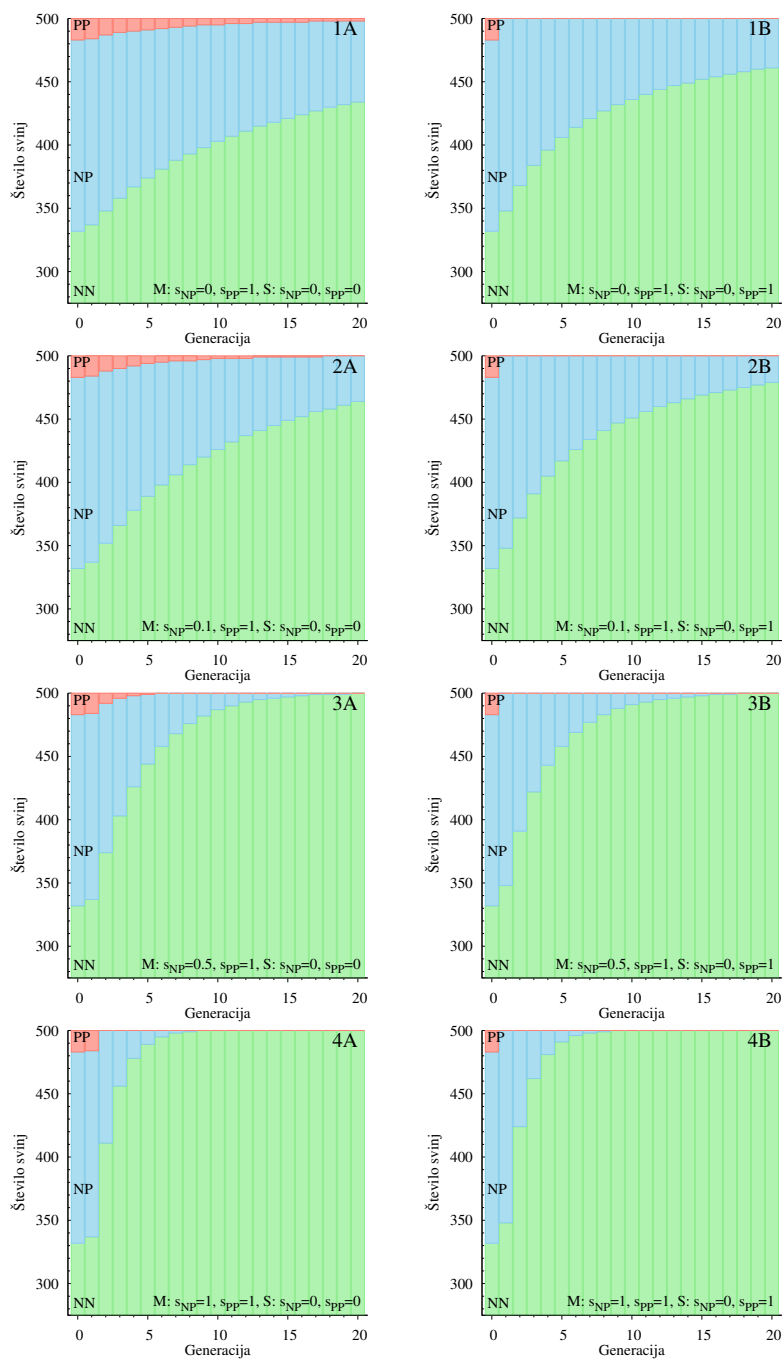 500
450
400
350
300
Število svinj
PP
NP
NN
1A
M: sNP=0, sPP=1, S: sNP=0, sPP=0
0 5 10 15 20
Generacija
500
450
400
350
300
Število svinj
PP
NP
NN
1B
M: sNP=0, sPP=1, S: sNP=0, sPP=1
0 5 10 15 20
Generacija
500
450
400
350
300
Število svinj
PP
NP
NN
2A
M: sNP=0.1, sPP=1, S: sNP=0, sPP=0
0 5 10 15 20
Generacija
500
450
400
350
300
Število svinj
PP
NP
NN
2B
M: sNP=0.1, sPP=1, S: sNP=0, sPP=1
0 5 10 15 20
Generacija
500
450
400
350
300
Število svinj
PP
NP
NN
3A
M: sNP=0.5, sPP=1, S: sNP=0, sPP=0
0 5 10 15 20
Generacija
500
450
400
350
300
Število svinj
PP
NP
NN
3B
M: sNP=0.5, sPP=1, S: sNP=0, sPP=1
0 5 10 15 20
Generacija
500
450
400
350
300
Število svinj
PP
NP
NN
4A
M: sNP=1, sPP=1, S: sNP=0, sPP=0
0 5 10 15 20
Generacija
500
450
400
350
300
Število svinj
PP
NP
NN
4B
M: sNP=1, sPP=1, S: sNP=0, sPP=1
0 5 10 15 20
Generacija